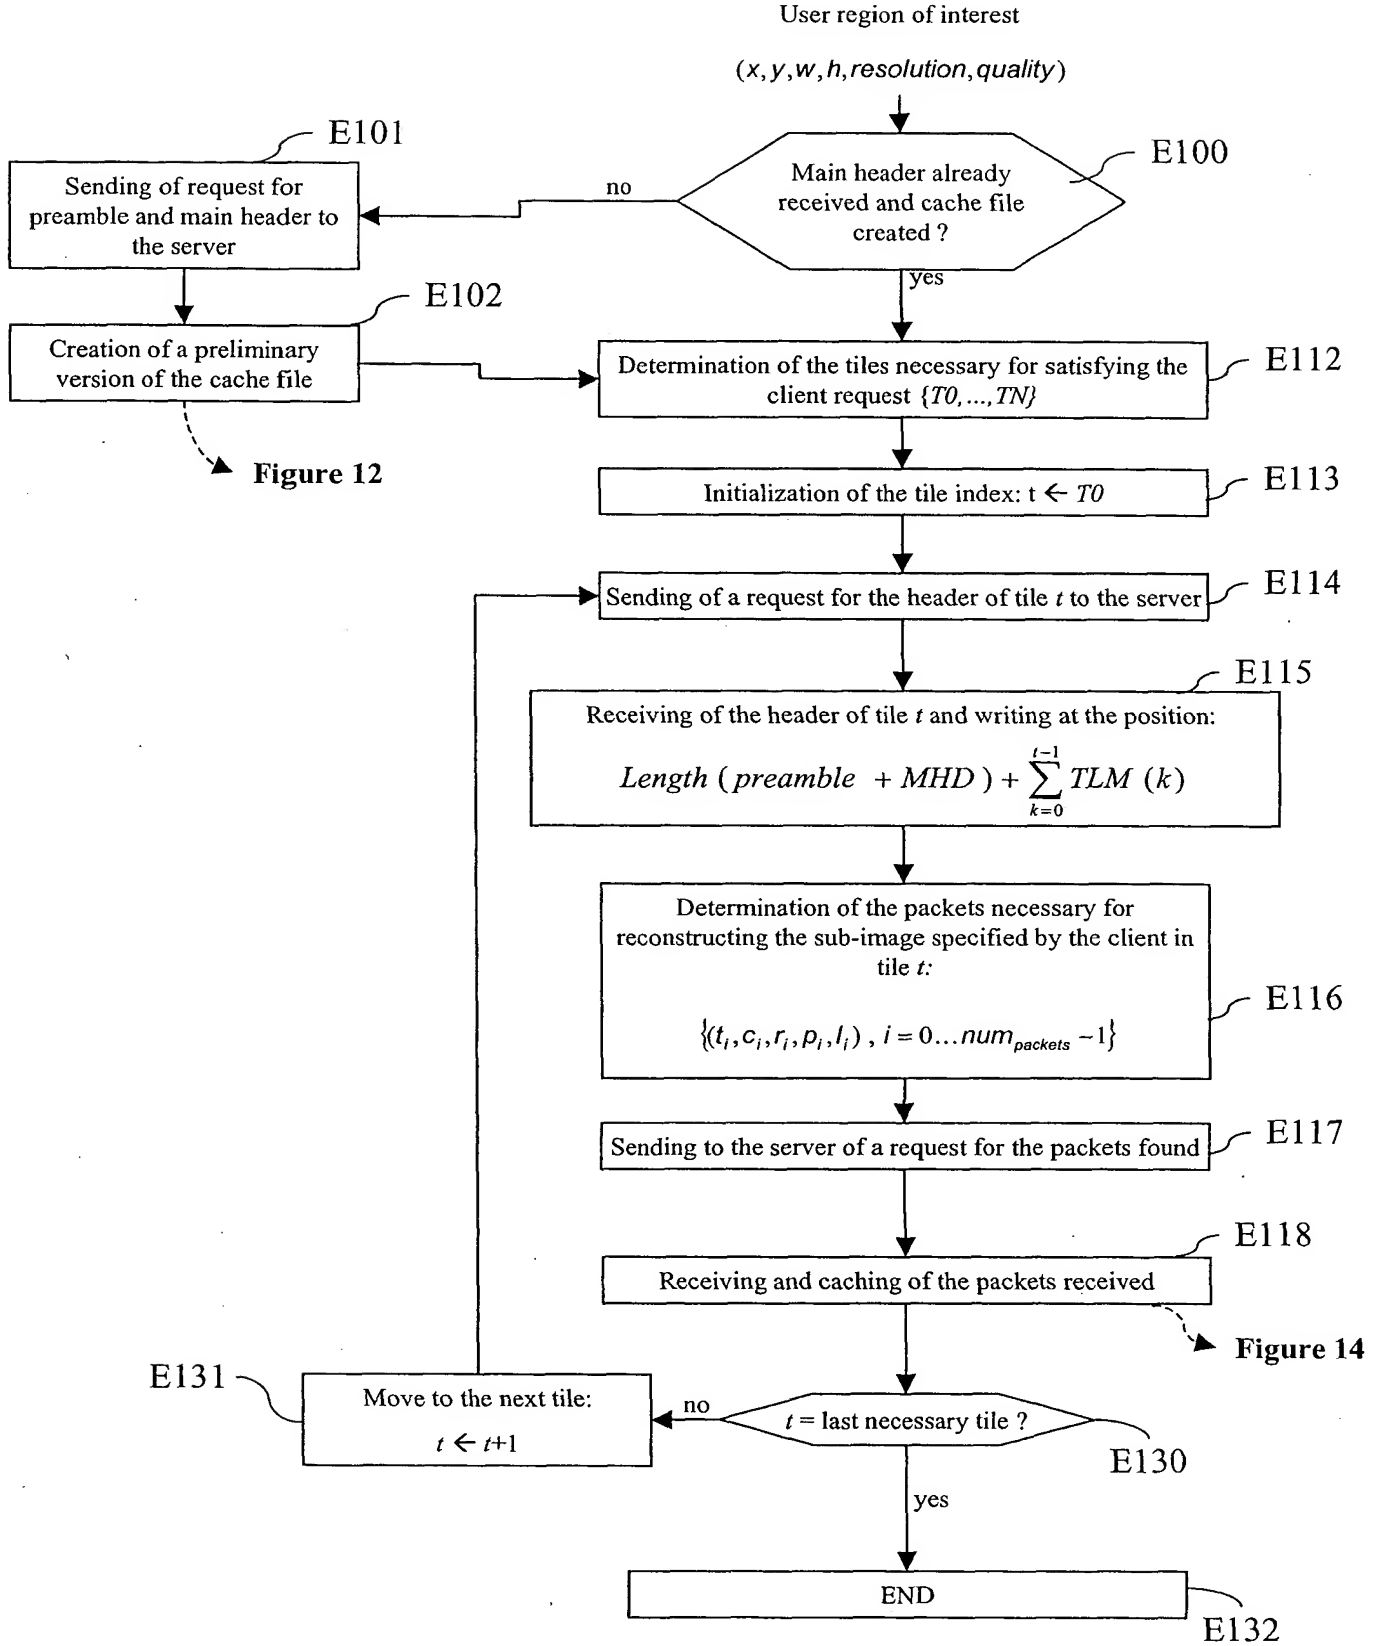 User region of interest
(x, y, w, h, resolution, quality)
E101
E100
Main header already
received and cache file
created ?
no
Sending of request for
preamble and main header to
the server
yes
E102
Creation of a preliminary
version of the cache file
Figure 12
E112
Determination of the tiles necessary for satisfying the
client request {T0, ..., TN}
E113
Initialization of the tile index: t ← T0
E114
Sending of a request for the header of tile t to the server
E115
Receiving of the header of tile t and writing at the position:
Length ( preamble + MHD ) + ∑_{k=0}^{t−1} TLM (k)
Determination of the packets necessary for
reconstructing the sub-image specified by the client in
tile t:
E116
{(t_i, c_i, r_i, p_i, l_i) , i = 0...num_packets −1}
E117
Sending to the server of a request for the packets found
E118
Receiving and caching of the packets received
Figure 14
E131
Move to the next tile:
t ← t+1
no
t = last necessary tile ?
E130
yes
END
E132